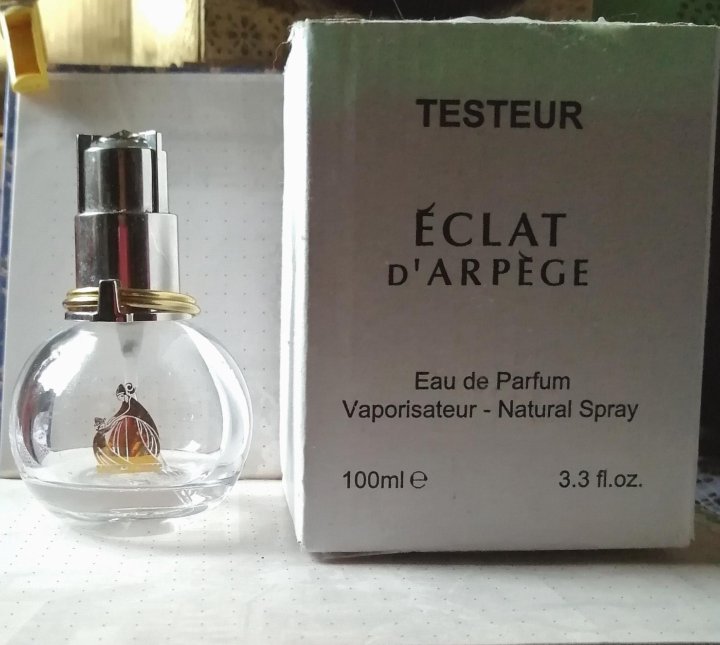 TESTEUR
ÉCLAT
D'ARPÈGE
Eau de Parfum
Vaporisateur - Natural Spray
100ml ℮ 3.3 fl.oz.